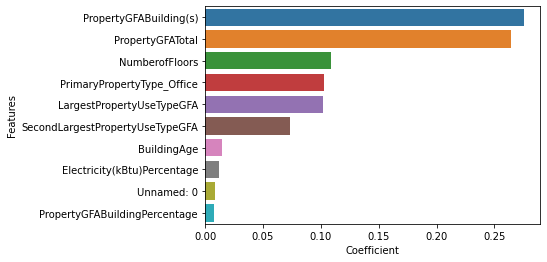 PropertyGFABuilding(s)
PropertyGFATotal
NumberofFloors
PrimaryPropertyType_Office
LargestPropertyUseTypeGFA
SecondLargestPropertyUseTypeGFA
BuildingAge
Electricity(kBtu)Percentage
Unnamed: 0
PropertyGFABuildingPercentage
Features
0.00 0.05 0.10 0.15 0.20 0.25
Coefficient